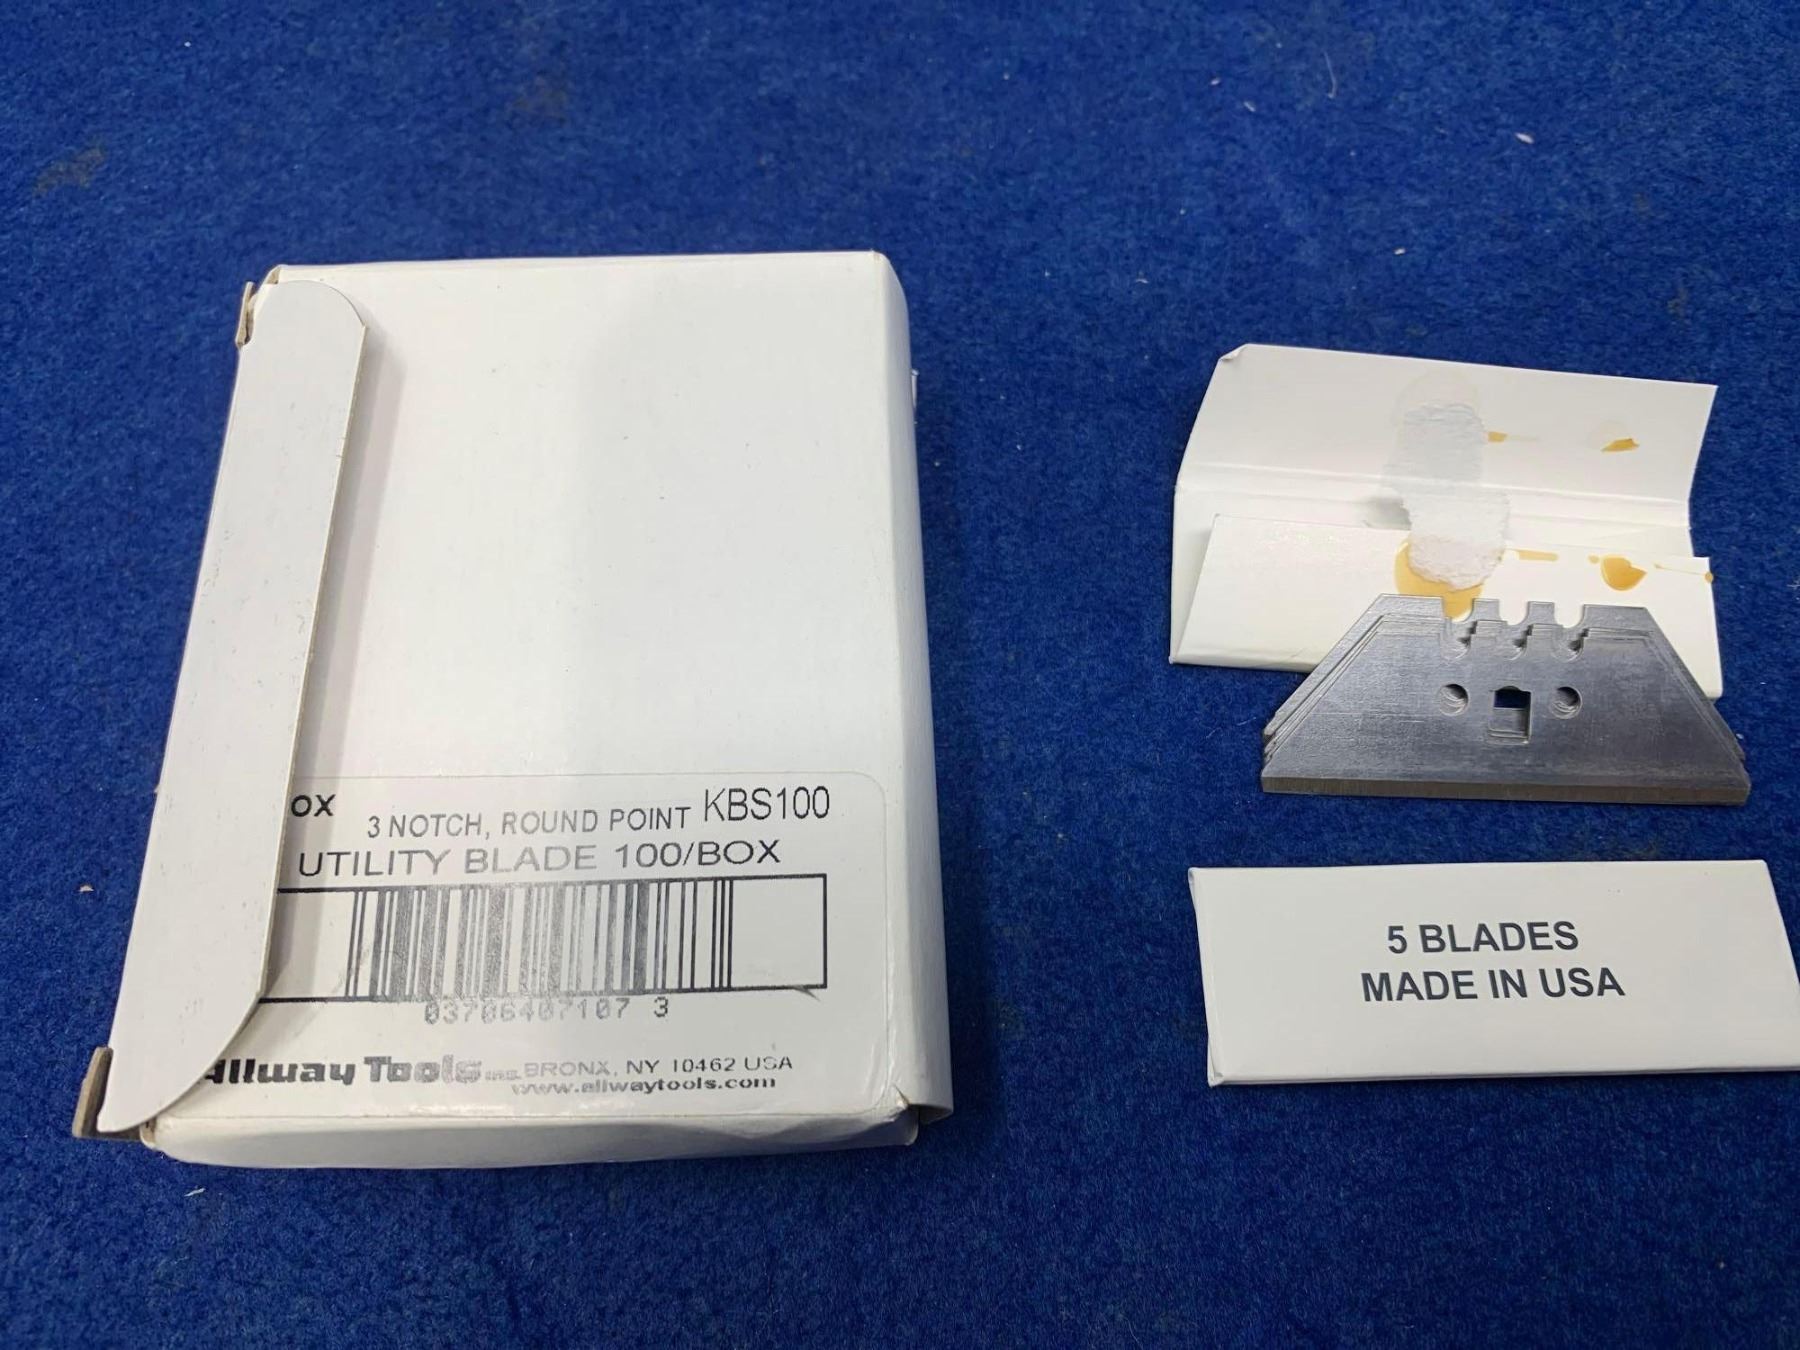 OX 3 NOTCH, ROUND POINT KBS100
UTILITY BLADE 100/BOX
03706407107 3
Allway Tools INC. BRONX, NY 10462 USA
www.allwaytools.com
5 BLADES
MADE IN USA